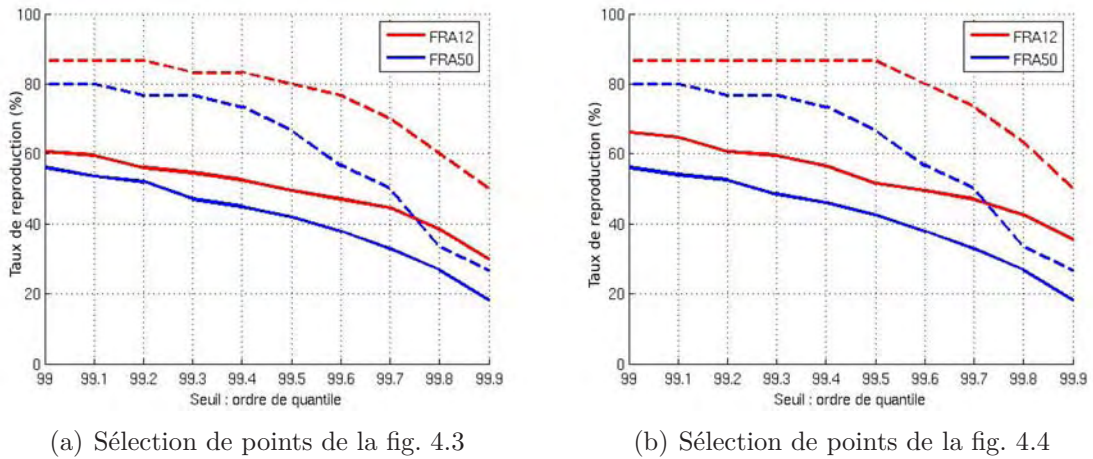 100
80
60
40
20
0
Taux de reproduction (%)
FRA12
FRA50
99 99.1 99.2 99.3 99.4 99.5 99.6 99.7 99.8 99.9
Seuil : ordre de quantile
(a) Sélection de points de la fig. 4.3
100
80
60
40
20
0
Taux de reproduction (%)
FRA12
FRA50
99 99.1 99.2 99.3 99.4 99.5 99.6 99.7 99.8 99.9
Seuil : ordre de quantile
(b) Sélection de points de la fig. 4.4